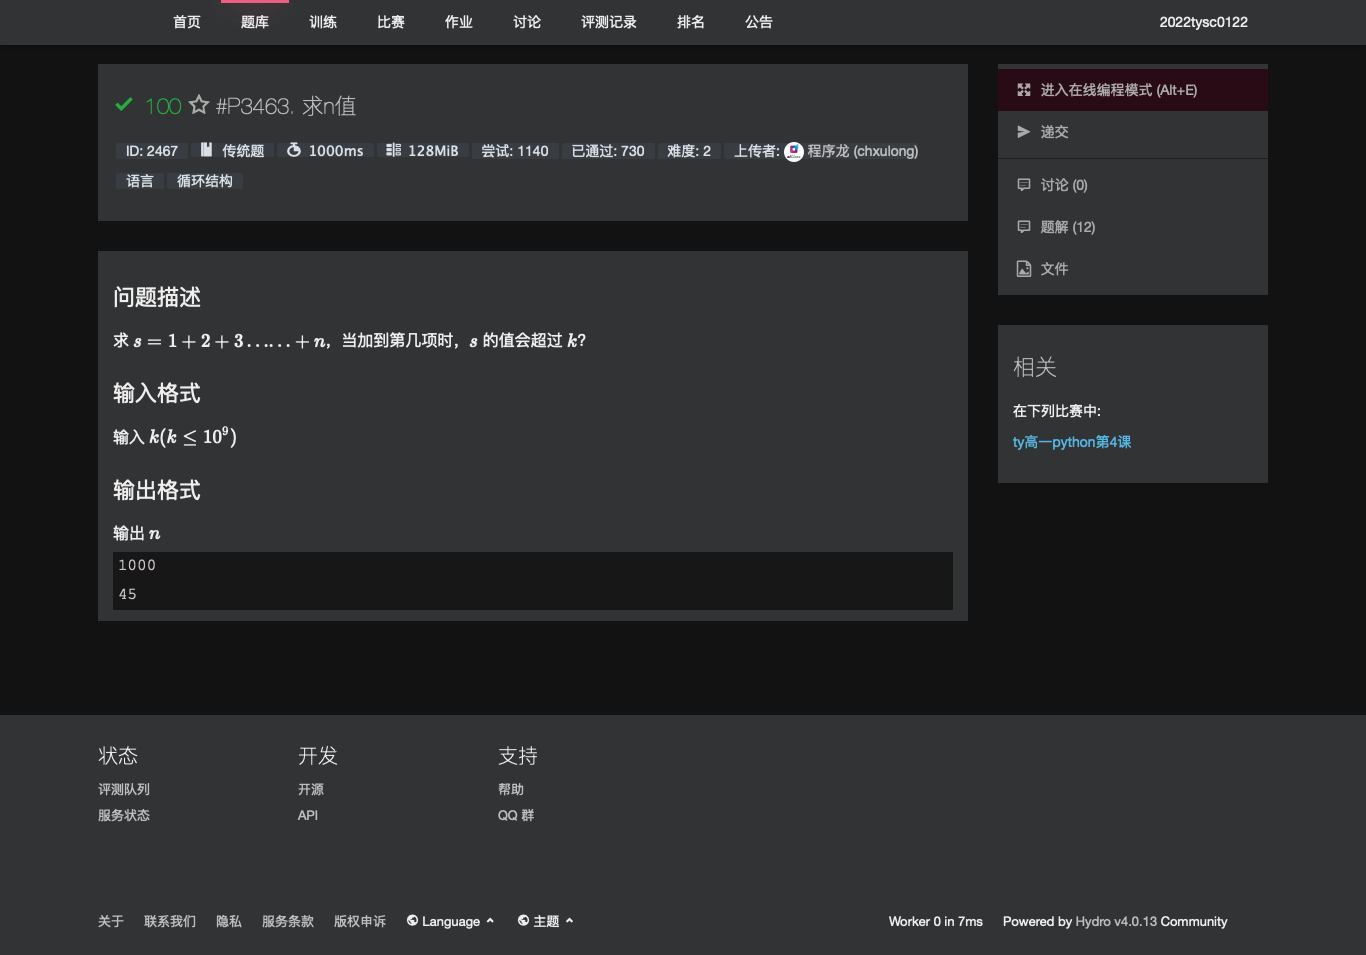 首页 题库 训练 比赛 作业 讨论 评测记录 排名 公告 2022tysc0122
100 #P3463. 求n值
ID: 2467 传统题 1000ms 128MiB 尝试: 1140 已通过: 730 难度: 2 上传者: 程序龙 (chxulong)
语言 循环结构
问题描述
求 s = 1 + 2 + 3 …… + n，当加到第几项时，s 的值会超过 k?
输入格式
输入 k(k ≤ 10⁹)
输出格式
输出 n
1000
45
进入在线编程模式 (Alt+E)
递交
讨论 (0)
题解 (12)
文件
相关
在下列比赛中:
ty高一python第4课
状态 开发 支持
评测队列 开源 帮助
服务状态 API QQ 群
关于 联系我们 隐私 服务条款 版权申诉 Language 主题 Worker 0 in 7ms Powered by Hydro v4.0.13 Community